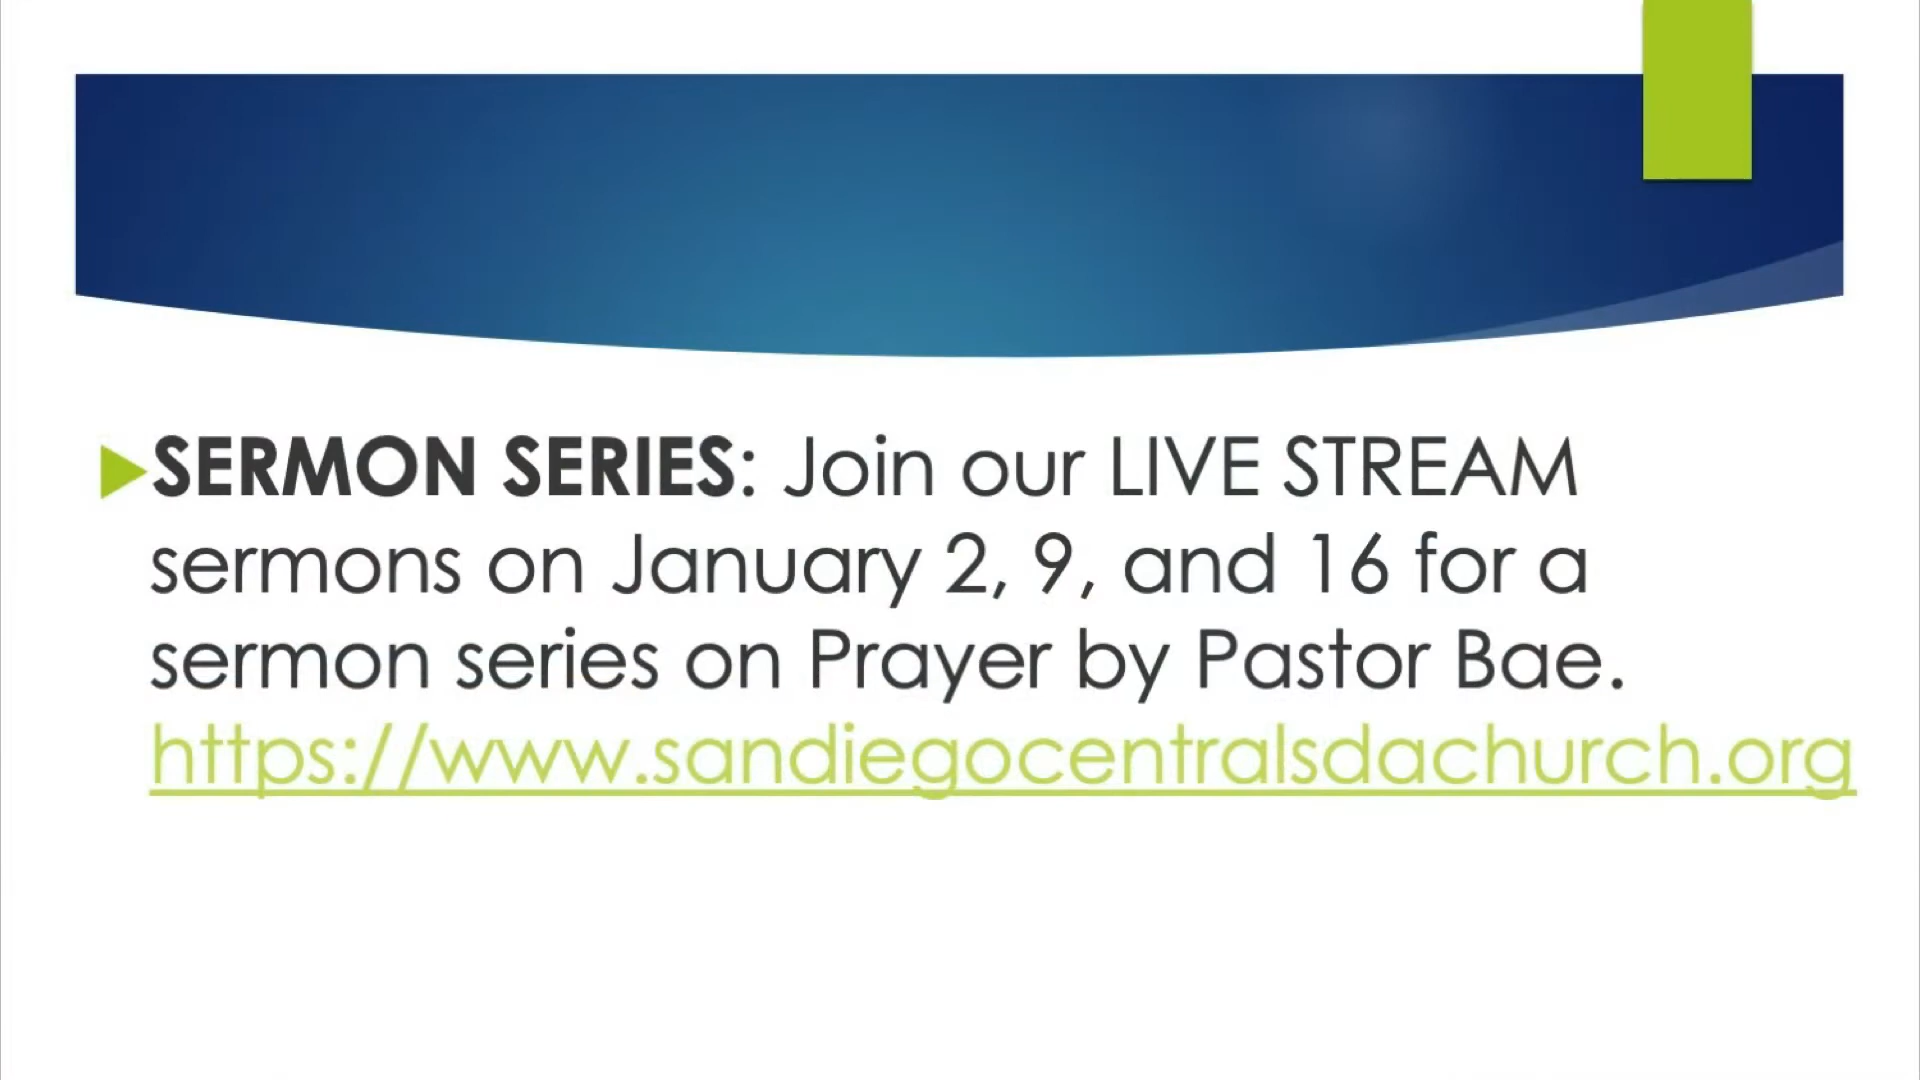 SERMON SERIES: Join our LIVE STREAM
sermons on January 2, 9, and 16 for a
sermon series on Prayer by Pastor Bae.
https://www.sandiegocentralsdachurch.org